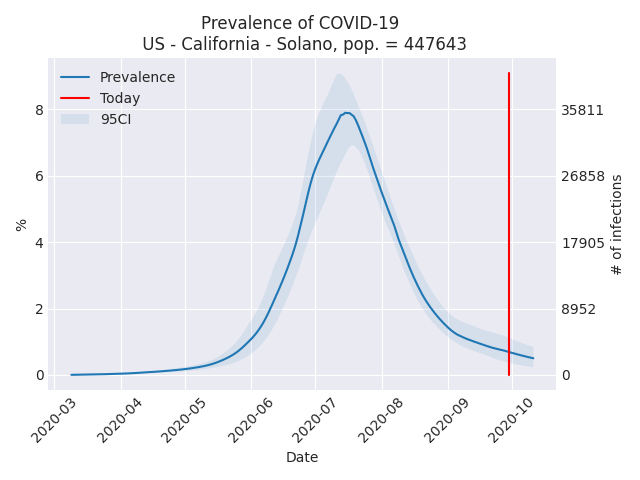 Prevalence of COVID-19
US - California - Solano, pop. = 447643
Prevalence
Today
95CI
%
8
6
4
2
0
35811
26858
17905
8952
0
# of infections
2020-03
2020-04
2020-05
2020-06
2020-07
2020-08
2020-09
2020-10
Date